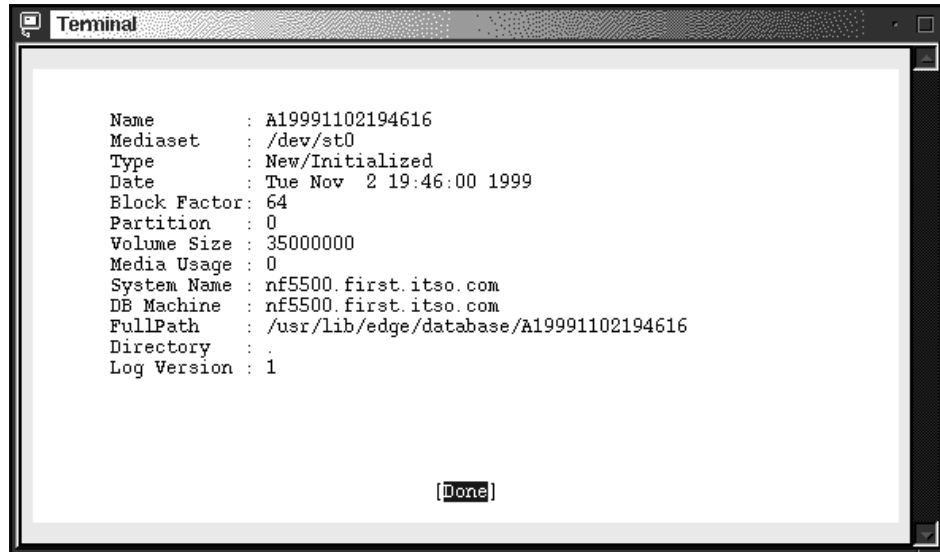 Terminal
Name : A19991102194616
Mediaset : /dev/st0
Type : New/Initialized
Date : Tue Nov  2 19:46:00 1999
Block Factor: 64
Partition : 0
Volume Size : 35000000
Media Usage : 0
System Name : nf5500.first.itso.com
DB Machine : nf5500.first.itso.com
FullPath : /usr/lib/edge/database/A19991102194616
Directory : .
Log Version : 1
[Done]